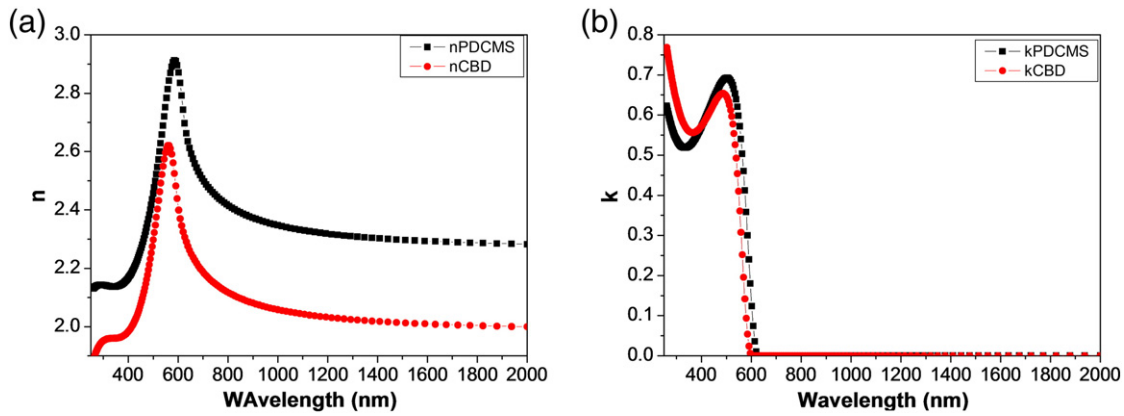 (a)
3.0
2.8
2.6
2.4
2.2
2.0
n
400 600 800 1000 1200 1400 1600 1800 2000
WAvelength (nm)
nPDCMS
nCBD
(b)
0.8
0.7
0.6
0.5
0.4
0.3
0.2
0.1
0.0
k
400 600 800 1000 1200 1400 1600 1800 2000
Wavelength (nm)
kPDCMS
kCBD